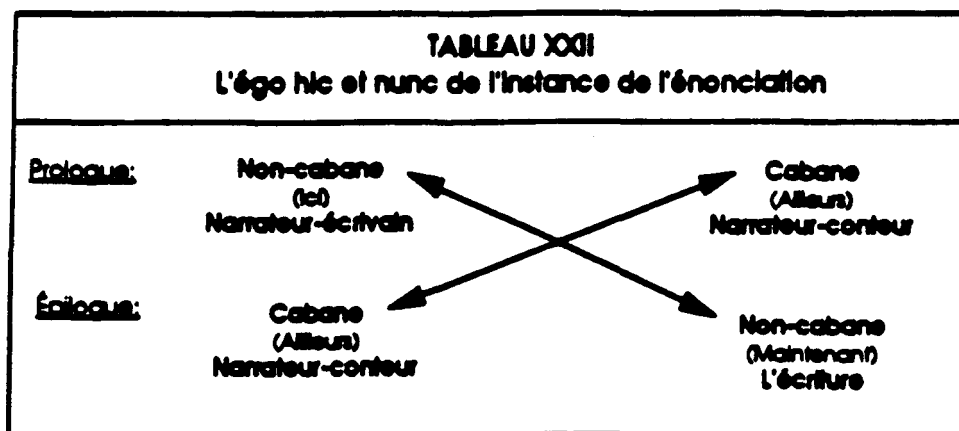 TABLEAU XXII
L'égo hic et nunc de l'instance de l'énonciation
Prologue:
Non-cabane
(Ici)
Narrateur-écrivain
Cabane
(Ailleurs)
Narrateur-conteur
Épilogue:
Cabane
(Ailleurs)
Narrateur-conteur
Non-cabane
(Maintenant)
L'écriture